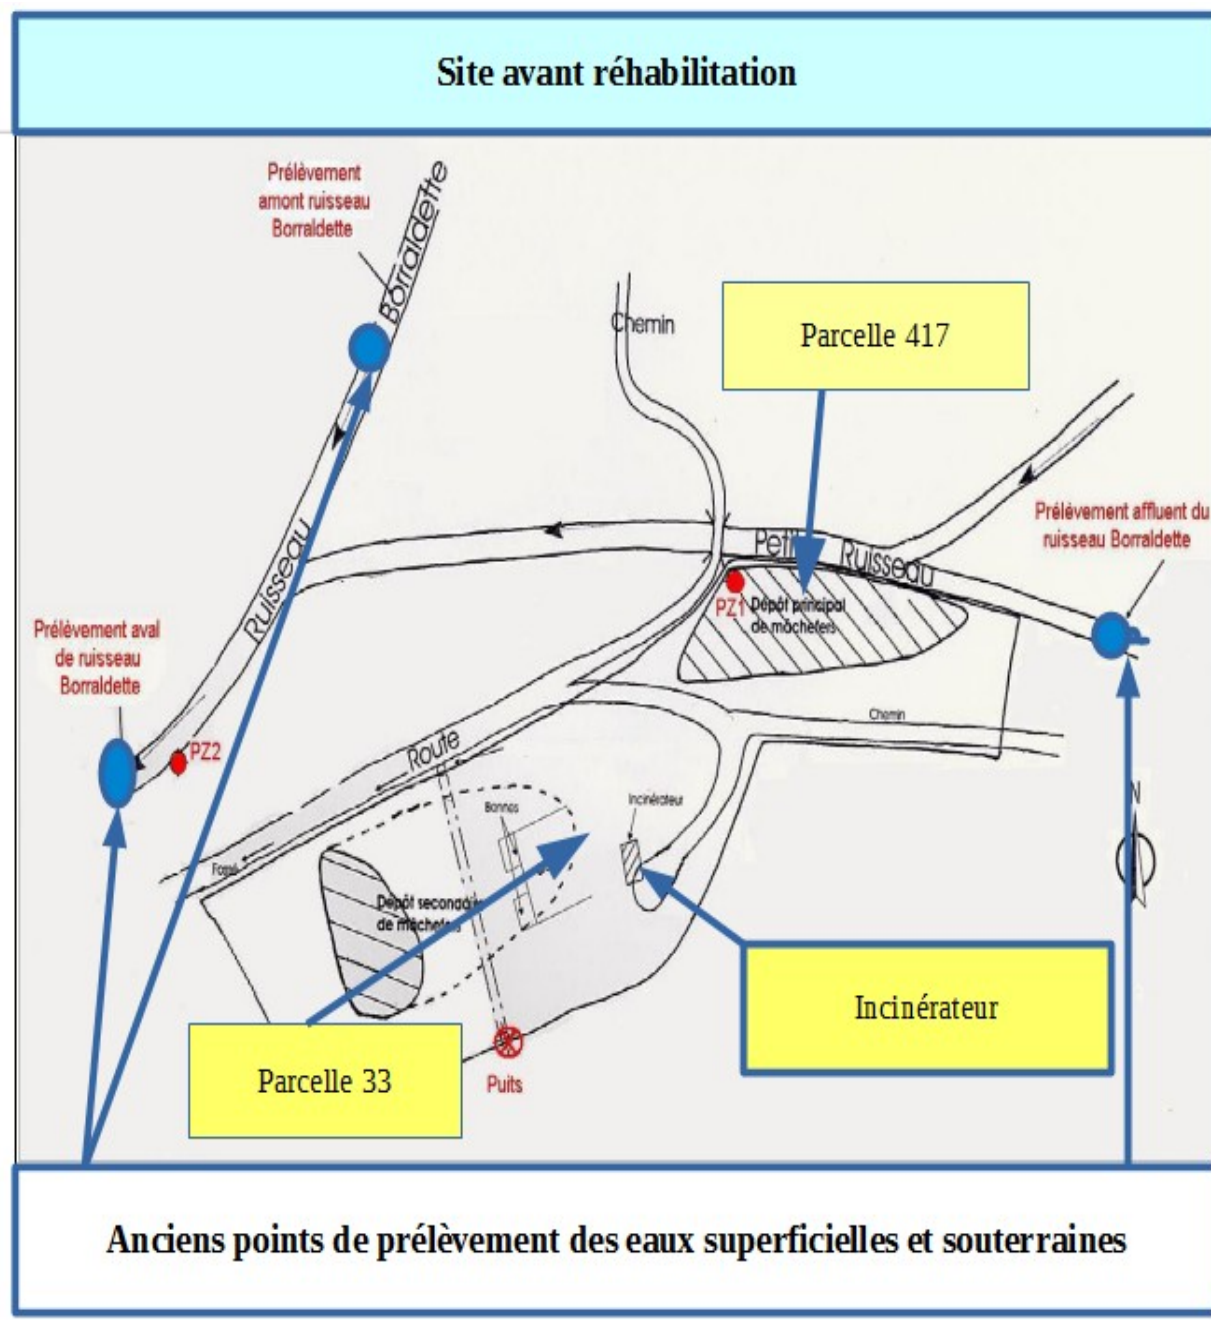 Site avant réhabilitation
Prélèvement
amont ruisseau
Borraldette
Borraldette
Chemin
Parcelle 417
Prélèvement affluent du
ruisseau Borraldette
Petit Ruisseau
PZ1 Dépôt principal
de mâchefers
Ruisseau
Prélèvement aval
de ruisseau
Borraldette
PZ2
Chemin
Route
N
Bennes
Incinérateur
Fossé
Dépôt secondaire
de mâchefers
Incinérateur
Parcelle 33
Puits
Anciens points de prélèvement des eaux superficielles et souterraines